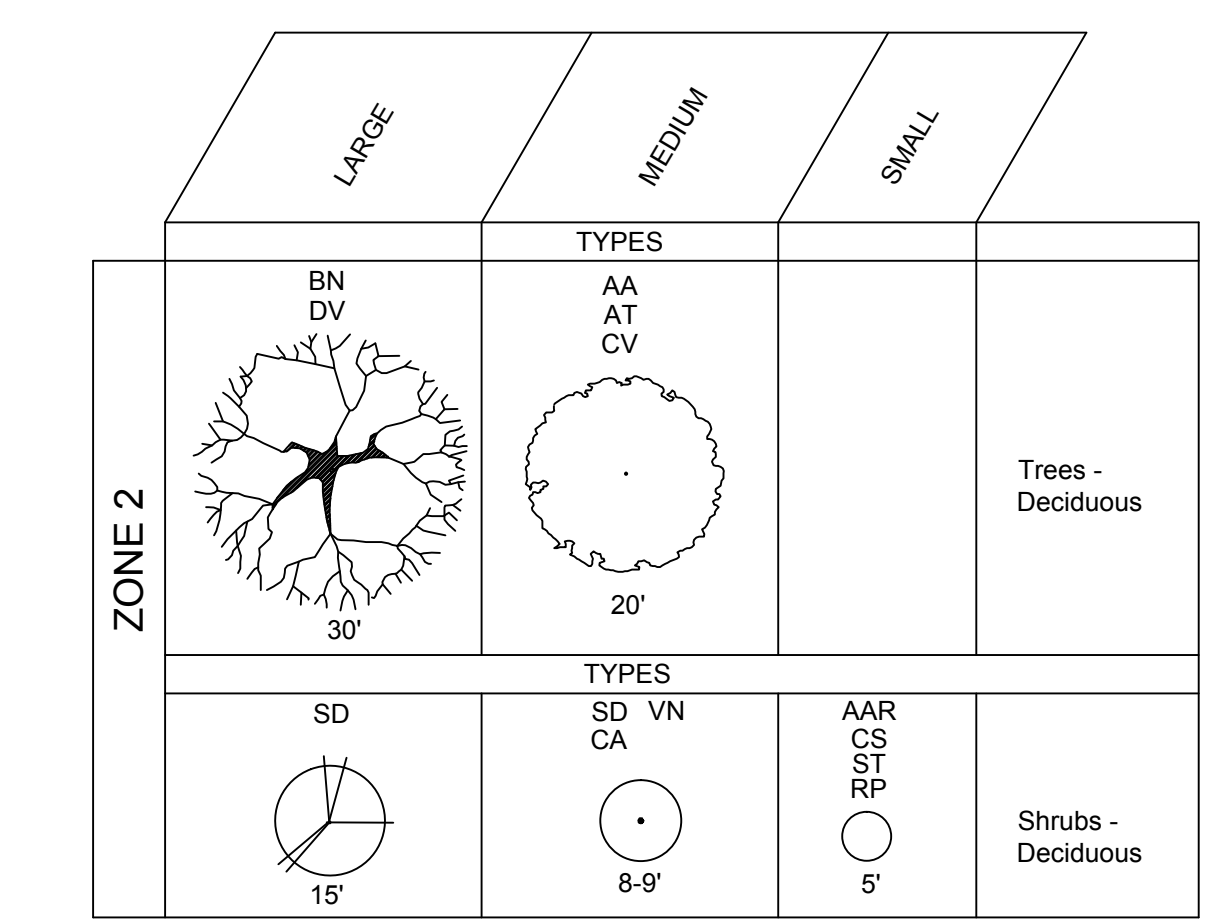 LARGE
MEDIUM
SMALL
TYPES
ZONE 2
BN
DV
30'
AA
AT
CV
20'
Trees -
Deciduous
TYPES
SD
15'
SD VN
CA
8-9'
AAR
CS
ST
RP
5'
Shrubs -
Deciduous